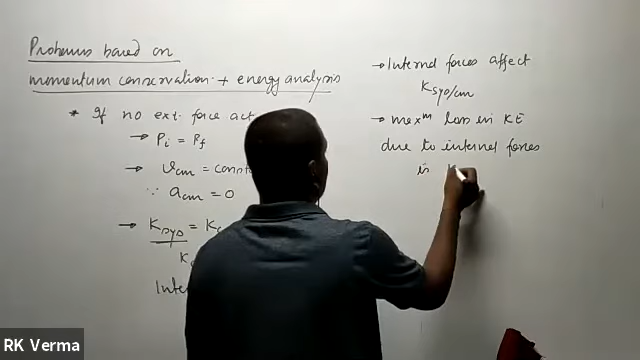 Problems based on
momentum conservation + energy analysis
* If no ext. force act
→ Pi = Pf
→ vcm = const
∵ acm = 0
→ Ksys = K
K
Inte
→ Internal forces affect
Ksys/cm
→ maxm loss in KE
due to internal forces
is
RK Verma